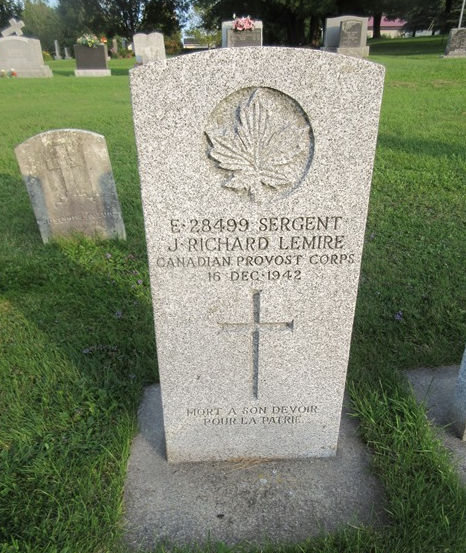 E·28499 SERGENT
J·RICHARD LEMIRE
CANADIAN PROVOST CORPS
16 DEC·1942
MORT A SON DEVOIR
POUR LA PATRIE